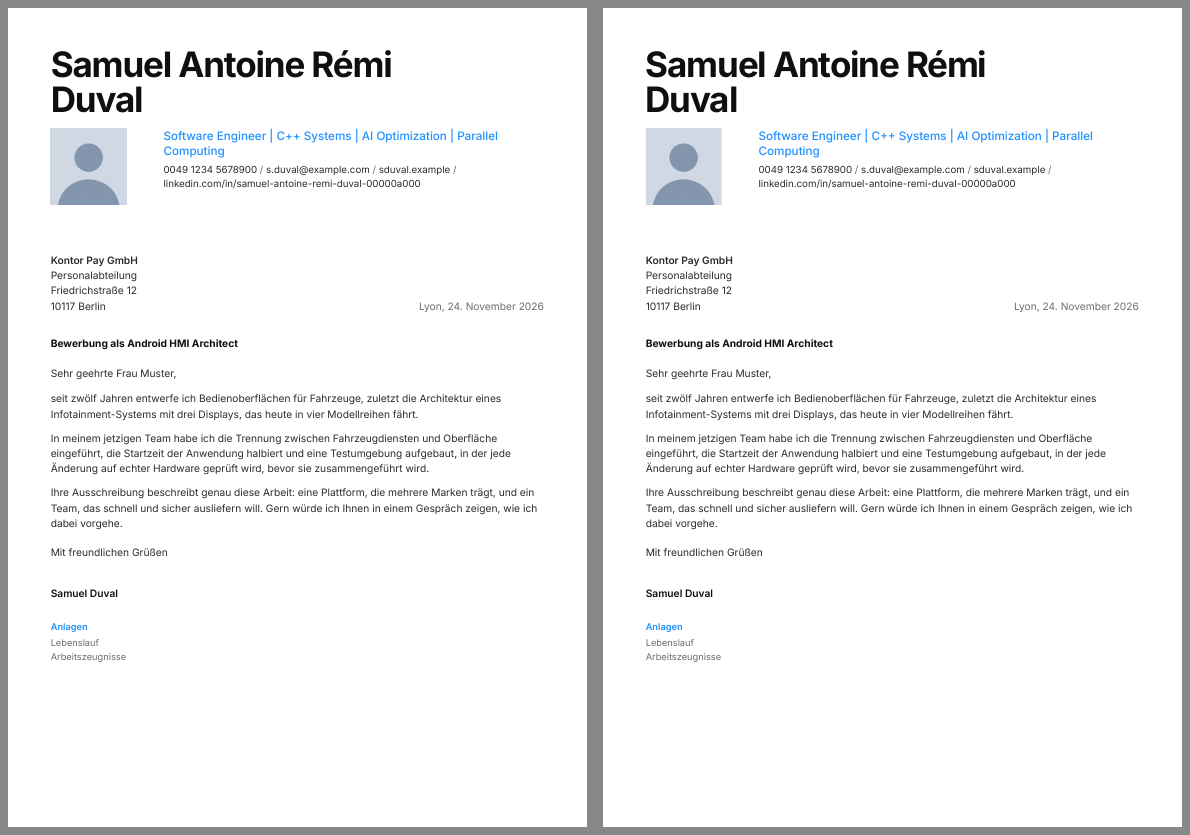 Samuel Antoine Rémi
Duval
Software Engineer | C++ Systems | AI Optimization | Parallel
Computing
0049 1234 5678900 / s.duval@example.com / sduval.example /
linkedin.com/in/samuel-antoine-remi-duval-00000a000
Kontor Pay GmbH
Personalabteilung
Friedrichstraße 12
10117 Berlin
Lyon, 24. November 2026
Bewerbung als Android HMI Architect
Sehr geehrte Frau Muster,
seit zwölf Jahren entwerfe ich Bedienoberflächen für Fahrzeuge, zuletzt die Architektur eines
Infotainment-Systems mit drei Displays, das heute in vier Modellreihen fährt.
In meinem jetzigen Team habe ich die Trennung zwischen Fahrzeugdiensten und Oberfläche
eingeführt, die Startzeit der Anwendung halbiert und eine Testumgebung aufgebaut, in der jede
Änderung auf echter Hardware geprüft wird, bevor sie zusammengeführt wird.
Ihre Ausschreibung beschreibt genau diese Arbeit: eine Plattform, die mehrere Marken trägt, und ein
Team, das schnell und sicher ausliefern will. Gern würde ich Ihnen in einem Gespräch zeigen, wie ich
dabei vorgehe.
Mit freundlichen Grüßen
Samuel Duval
Anlagen
Lebenslauf
Arbeitszeugnisse
Samuel Antoine Rémi
Duval
Software Engineer | C++ Systems | AI Optimization | Parallel
Computing
0049 1234 5678900 / s.duval@example.com / sduval.example /
linkedin.com/in/samuel-antoine-remi-duval-00000a000
Kontor Pay GmbH
Personalabteilung
Friedrichstraße 12
10117 Berlin
Lyon, 24. November 2026
Bewerbung als Android HMI Architect
Sehr geehrte Frau Muster,
seit zwölf Jahren entwerfe ich Bedienoberflächen für Fahrzeuge, zuletzt die Architektur eines
Infotainment-Systems mit drei Displays, das heute in vier Modellreihen fährt.
In meinem jetzigen Team habe ich die Trennung zwischen Fahrzeugdiensten und Oberfläche
eingeführt, die Startzeit der Anwendung halbiert und eine Testumgebung aufgebaut, in der jede
Änderung auf echter Hardware geprüft wird, bevor sie zusammengeführt wird.
Ihre Ausschreibung beschreibt genau diese Arbeit: eine Plattform, die mehrere Marken trägt, und ein
Team, das schnell und sicher ausliefern will. Gern würde ich Ihnen in einem Gespräch zeigen, wie ich
dabei vorgehe.
Mit freundlichen Grüßen
Samuel Duval
Anlagen
Lebenslauf
Arbeitszeugnisse